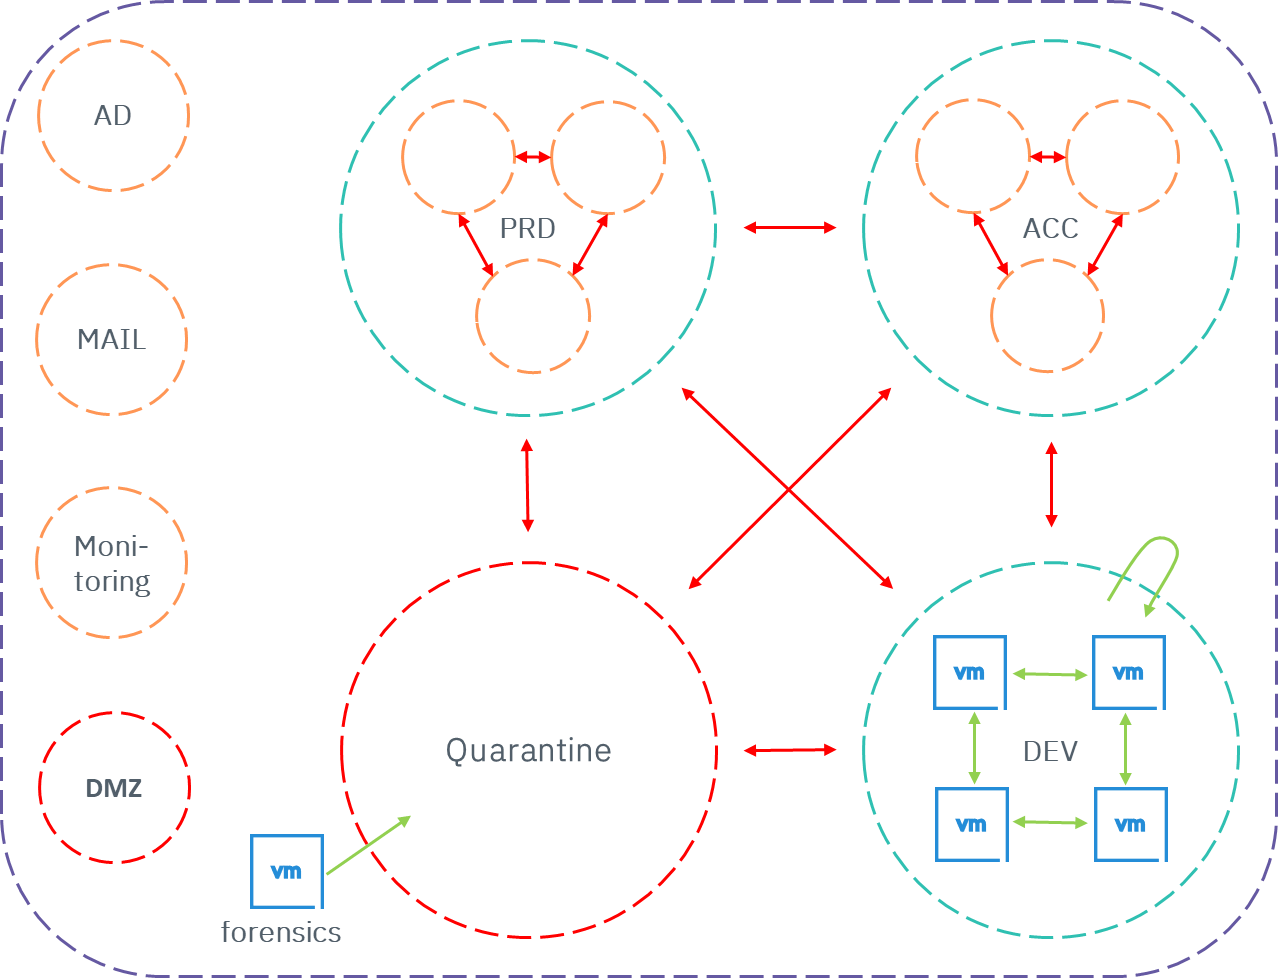 AD
PRD
ACC
MAIL
Moni-
toring
vm
vm
Quarantine
DEV
DMZ
vm
vm
vm
forensics